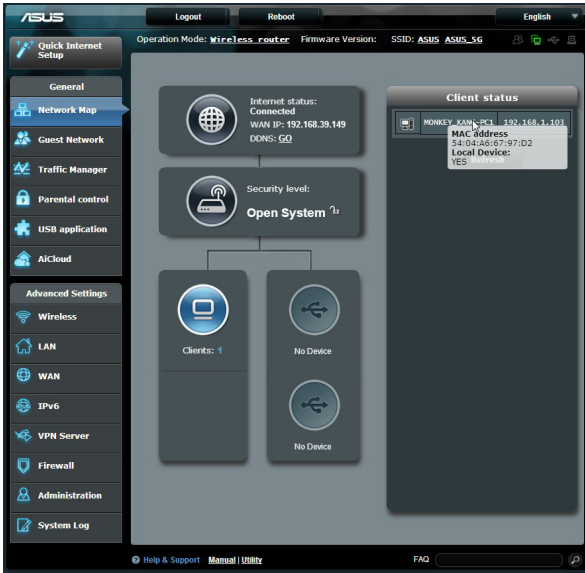 ASUS
Logout Reboot English
Quick Internet
Setup
Operation Mode: Wireless router Firmware Version: SSID: ASUS ASUS_5G
General
Network Map
Guest Network
Traffic Manager
Parental control
USB application
AiCloud
Advanced Settings
Wireless
LAN
WAN
IPv6
VPN Server
Firewall
Administration
System Log
Internet status:
Connected
WAN IP: 192.168.39.149
DDNS: GO
Security level:
Open System
Clients: 1
No Device
No Device
Client status
192.168.1.103
MAC address
54:04:A6:67:97:D2
Local Device:
YES Refresh
Help & Support Manual | Utility FAQ